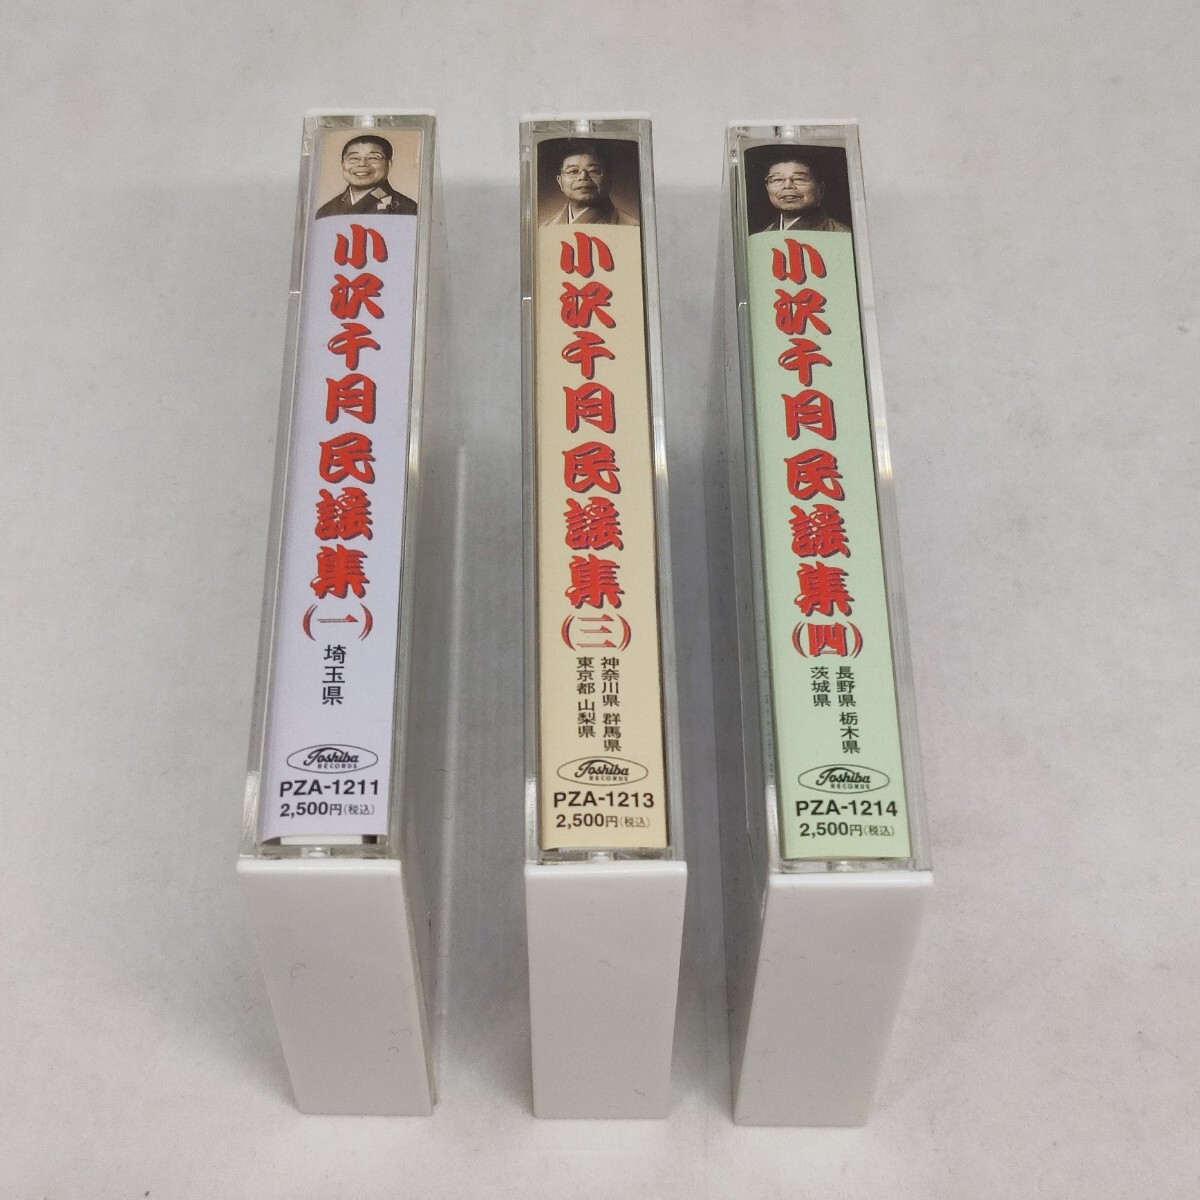 小沢千月民謡集(一)
埼玉県
Toshiba
RECORDS
PZA-1211
2,500円(税込)
小沢千月民謡集(三)
神奈川県 群馬県
東京都 山梨県
Toshiba
RECORDS
PZA-1213
2,500円(税込)
小沢千月民謡集(四)
長野県 栃木県
茨城県
Toshiba
RECORDS
PZA-1214
2,500円(税込)